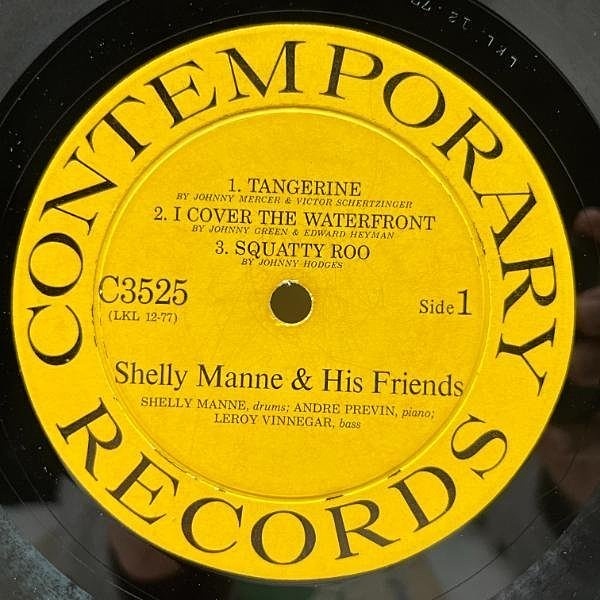 CONTEMPORARY RECORDS
1. TANGERINE
BY JOHNNY MERCER & VICTOR SCHERTZINGER
2. I COVER THE WATERFRONT
BY JOHNNY GREEN & EDWARD HEYMAN
3. SQUATTY ROO
BY JOHNNY HODGES
C3525
(LKL 12-77)
Side 1
Shelly Manne & His Friends
SHELLY MANNE, drums; ANDRE PREVIN, piano;
LEROY VINNEGAR, bass